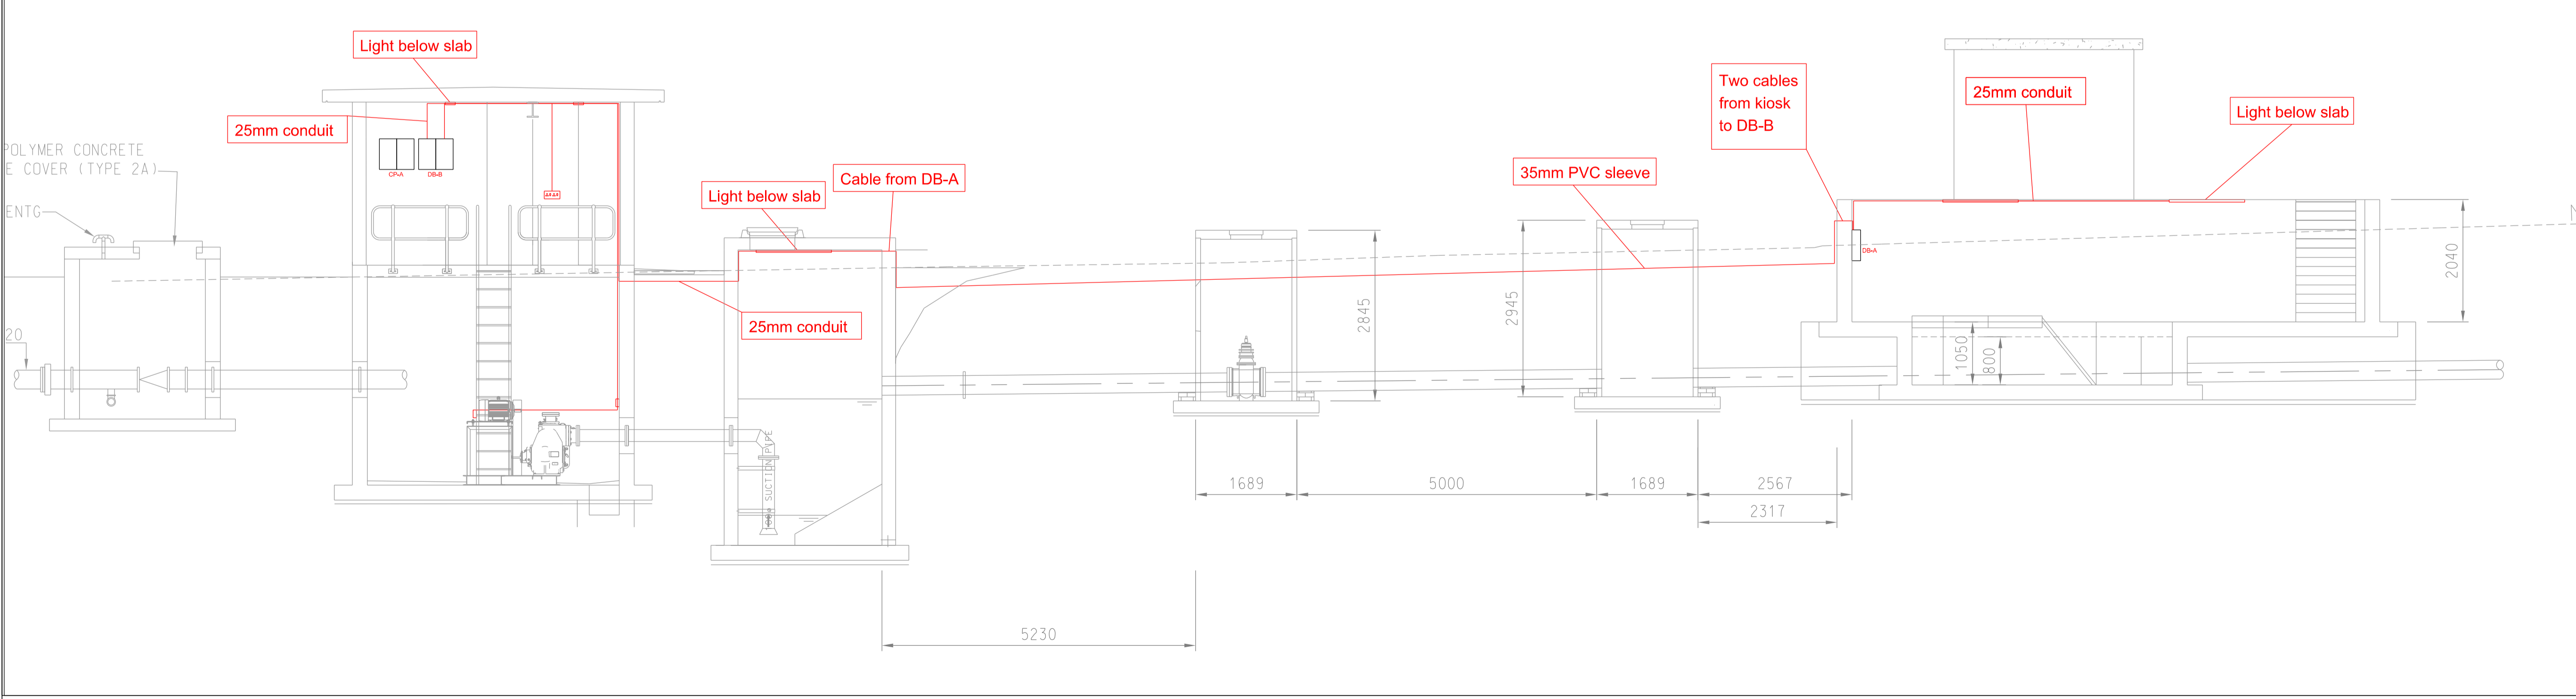 Light below slab
25mm conduit
POLYMER CONCRETE
E COVER (TYPE 2A)
ENTG
20
CP-A
DB-B
Light below slab
Cable from DB-A
25mm conduit
SUCTION PIPE
35mm PVC sleeve
Two cables
from kiosk
to DB-B
25mm conduit
Light below slab
DB-A
N
2845
2945
2040
1050
800
1689
5000
1689
2567
2317
5230